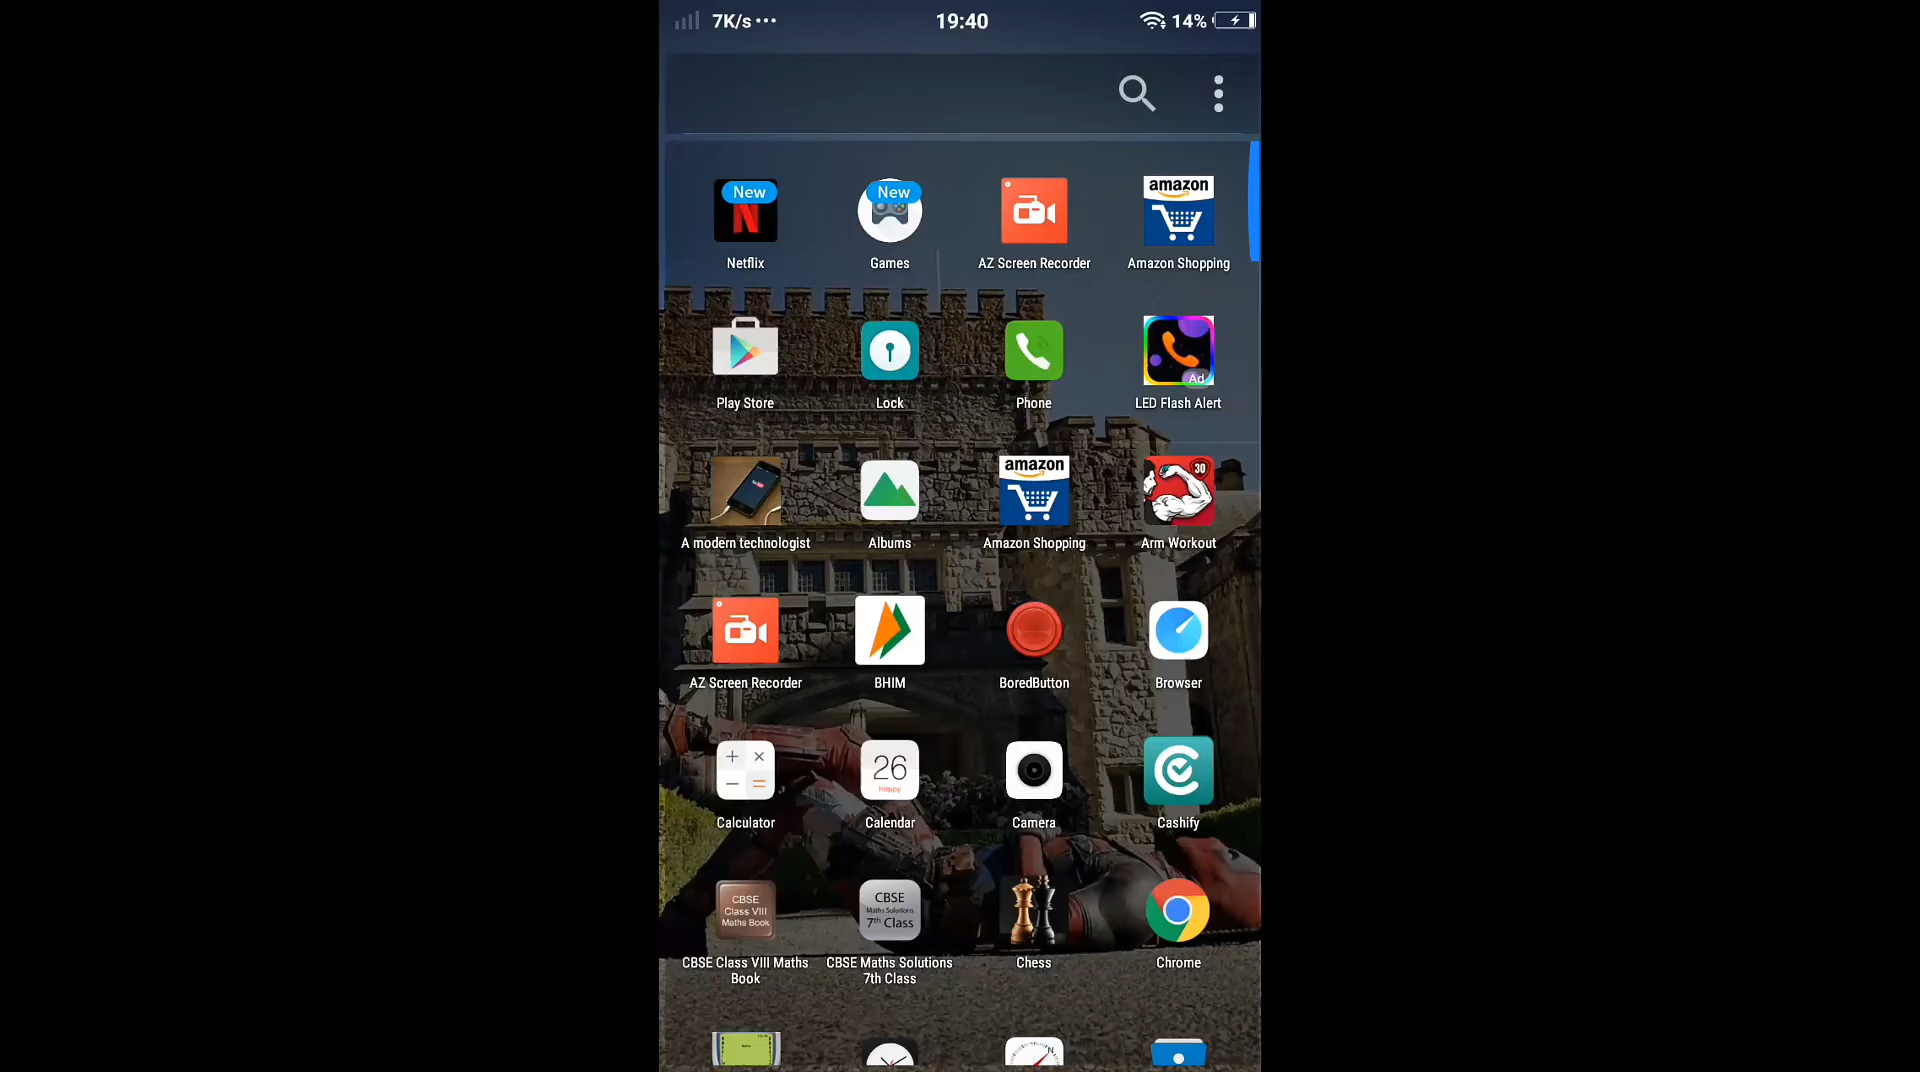 7K/s ...
19:40
14%
New
New
amazon
Netflix
Games
AZ Screen Recorder
Amazon Shopping
Ad
Play Store
Lock
Phone
LED Flash Alert
amazon
30
A modern technologist
Albums
Amazon Shopping
Arm Workout
AZ Screen Recorder
BHIM
BoredButton
Browser
26
Happy
Calculator
Calendar
Camera
Cashify
CBSE
Class VIII
Maths Book
CBSE
Maths Solutions
7th Class
CBSE Class VIII Maths
Book
CBSE Maths Solutions
7th Class
Chess
Chrome
N